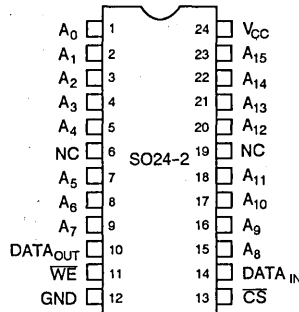 A0 1 24 VCC
A1 2 23 A15
A2 3 22 A14
A3 4 21 A13
A4 5 20 A12
NC 6 SO24-2 19 NC
A5 7 18 A11
A6 8 17 A10
A7 9 16 A9
DATAOUT 10 15 A8
WE 11 14 DATA IN
GND 12 13 CS